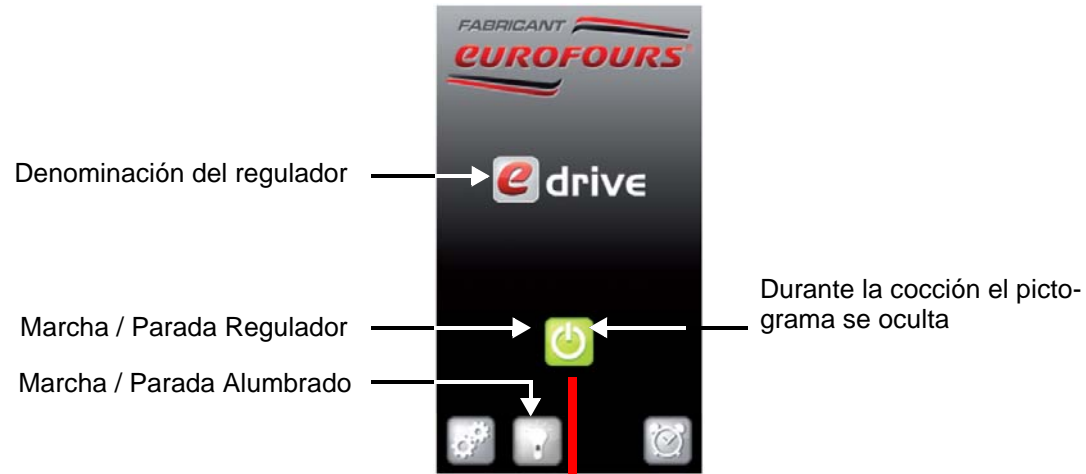 FABRICANT
eUROFOURS
Denominación del regulador
e drive
Durante la cocción el picto-
grama se oculta
Marcha / Parada Regulador
Marcha / Parada Alumbrado